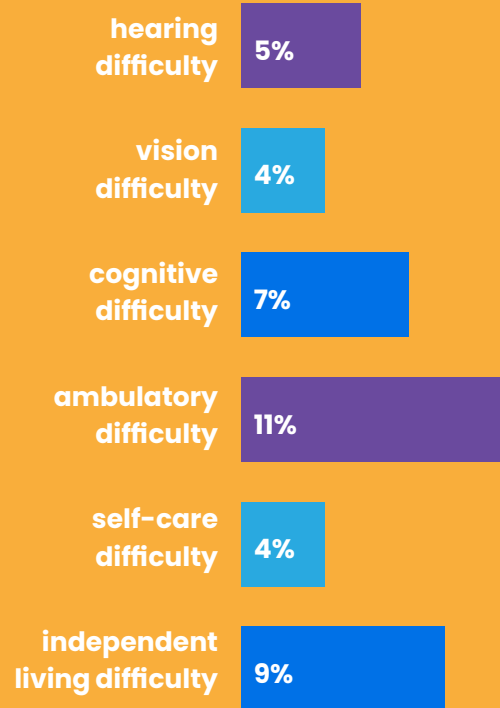 hearing
difficulty
5%
vision
difficulty
4%
cognitive
difficulty
7%
ambulatory
difficulty
11%
self-care
difficulty
4%
independent
living difficulty
9%